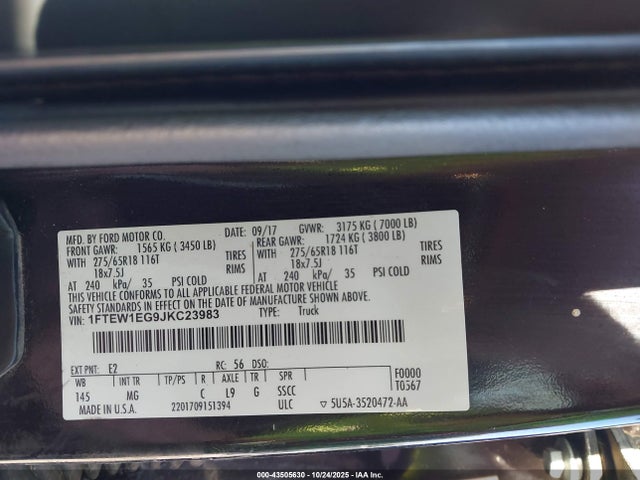 MFD. BY FORD MOTOR CO. DATE: 09/17 GVWR: 3175 KG ( 7000 LB)
FRONT GAWR: 1565 KG ( 3450 LB) REAR GAWR: 1724 KG ( 3800 LB)
WITH 275/65R18 116T TIRES WITH 275/65R18 116T TIRES
18x7.5J RIMS 18x7.5J RIMS
AT 240 kPa/ 35 PSI COLD AT 240 kPa/ 35 PSI COLD
THIS VEHICLE CONFORMS TO ALL APPLICABLE FEDERAL MOTOR VEHICLE
SAFETY STANDARDS IN EFFECT ON THE DATE OF MANUFACTURE SHOWN ABOVE.
VIN: 1FTEW1EG9JKC23983 TYPE: Truck
EXT PNT: E2 RC: 56 DSO: F0000
WB INT TR TP/PS R AXLE TR SPR T0567
145 MG C L9 G SSCC
MADE IN U.S.A. 2201709151394 ULC ▽ 5U5A-3520472-AA
000-43505630 - 10/24/2025 - IAA Inc.